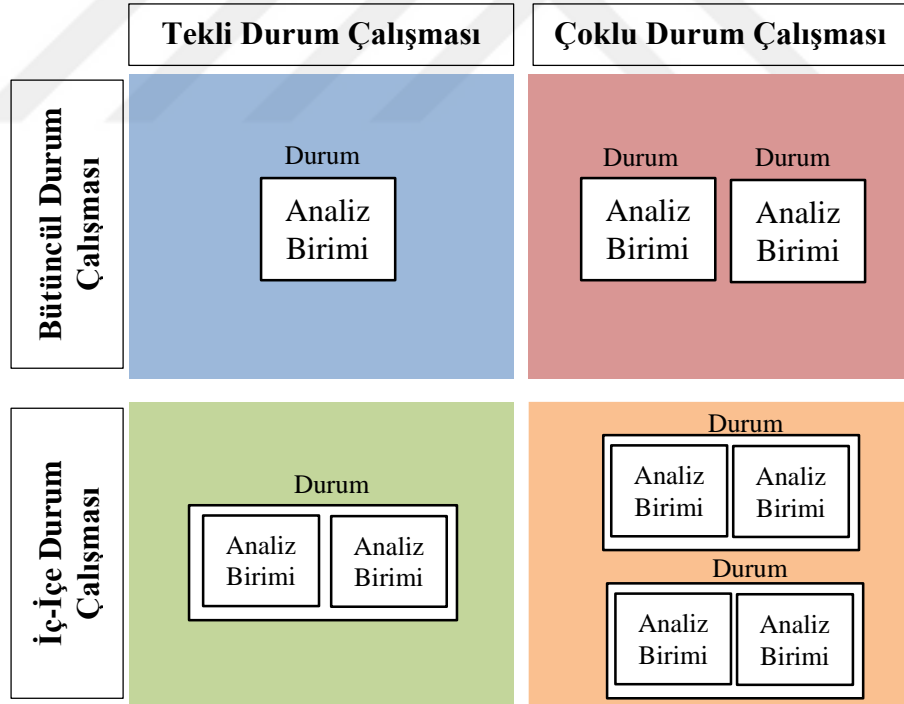 Tekli Durum Çalışması
Çoklu Durum Çalışması
Bütüncül Durum
Çalışması
Durum
Analiz
Birimi
Durum
Analiz
Birimi
Durum
Analiz
Birimi
İç-İçe Durum
Çalışması
Durum
Analiz
Birimi
Analiz
Birimi
Durum
Analiz
Birimi
Analiz
Birimi
Durum
Analiz
Birimi
Analiz
Birimi